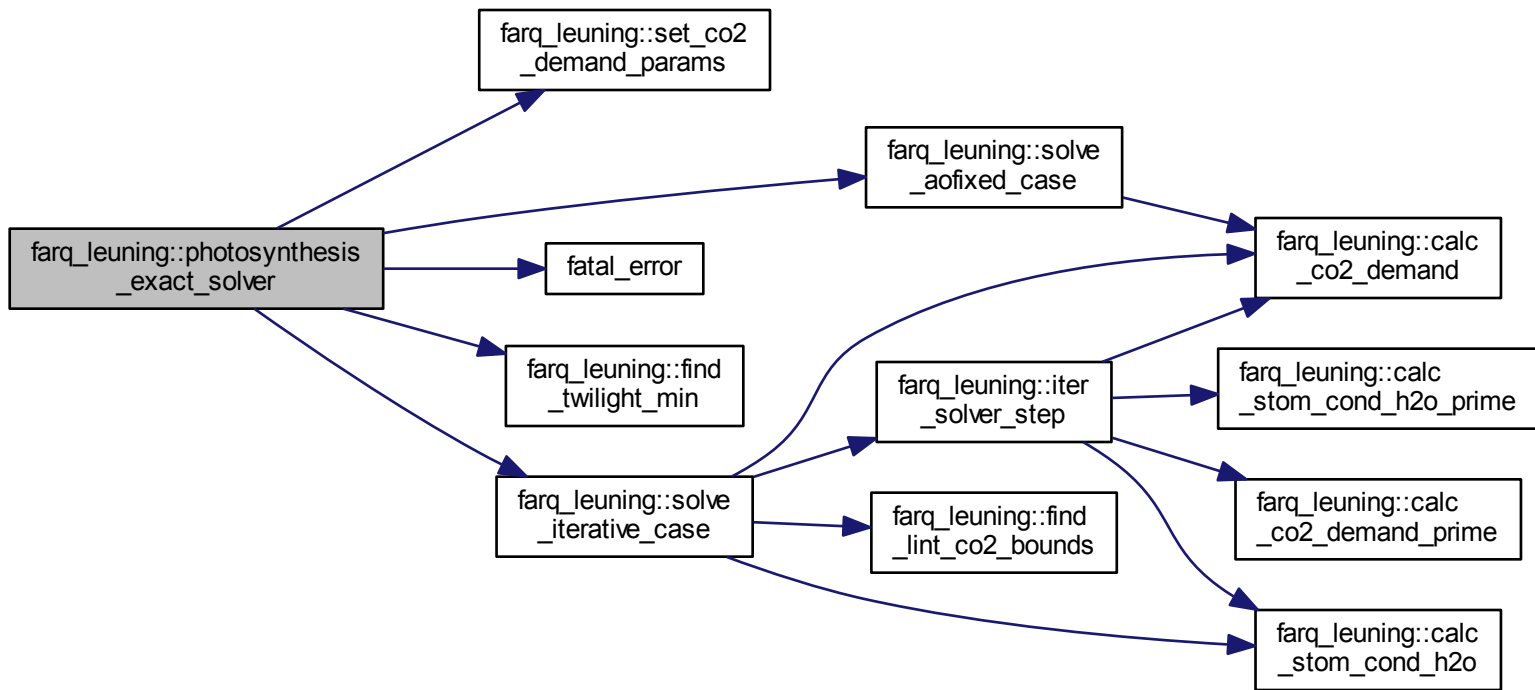 farq_leuning::photosynthesis
_exact_solver
farq_leuning::set_co2
_demand_params
farq_leuning::solve
_aofixed_case
fatal_error
farq_leuning::find
_twilight_min
farq_leuning::solve
_iterative_case
farq_leuning::iter
_solver_step
farq_leuning::find
_lint_co2_bounds
farq_leuning::calc
_co2_demand
farq_leuning::calc
_stom_cond_h2o_prime
farq_leuning::calc
_co2_demand_prime
farq_leuning::calc
_stom_cond_h2o